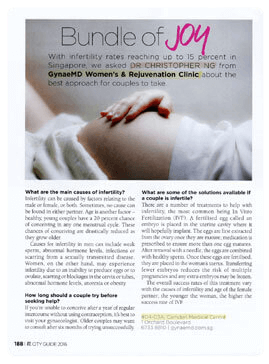 Bundle of JOY
With infertility rates reaching up to 15 percent in
Singapore, we asked DR CHRISTOPHER NG from
GynaeMD Women's & Rejuvenation Clinic about the
best approach for couples to take.
What are the main causes of infertility?
Infertility can be caused by factors relating to the
male or female, or both. Sometimes, no cause can
be found in either partner. Age is another factor –
healthy, young couples have a 20 percent chance
of conceiving in any one menstrual cycle. These
chances of conceiving are drastically reduced as
they grow older.
Causes for infertility in men can include weak
sperm, abnormal hormone levels, infections or
scarring from a sexually transmitted disease.
Women, on the other hand, may experience
infertility due to an inability to produce eggs or to
ovulate, scarring or blockages in the cervix or tubes,
abnormal hormone levels, anorexia or obesity.
How long should a couple try before
seeking help?
If you're unable to conceive after a year of regular
intercourse without using contraception, it's best to
visit your gynaecologist. Older couples may want
to consult after six months of trying unsuccessfully.
What are some of the solutions available if
a couple is infertile?
There are a number of treatments to help with
infertility, the most common being In Vitro
Fertilization (IVF). A fertilised egg called an
embryo is placed in the uterine cavity where it
will hopefully implant. The eggs are first extracted
from the ovary once they are mature; medication is
prescribed to ensure more than one egg matures.
After removal with a needle, the eggs are combined
with healthy sperm. Once these eggs are fertilised,
they are placed in the woman's uterus. Transferring
fewer embryos reduces the risk of multiple
pregnancies and any extra embryos may be frozen.
The overall success rates of this treatment vary
with the causes of infertility and age of the female
partner; the younger the woman, the higher the
success rate of IVF.
#04-03A, Camden Medical Centre
1 Orchard Boulevard
6733 8810 | gynaemd.com.sg
188 CITY GUIDE 2016